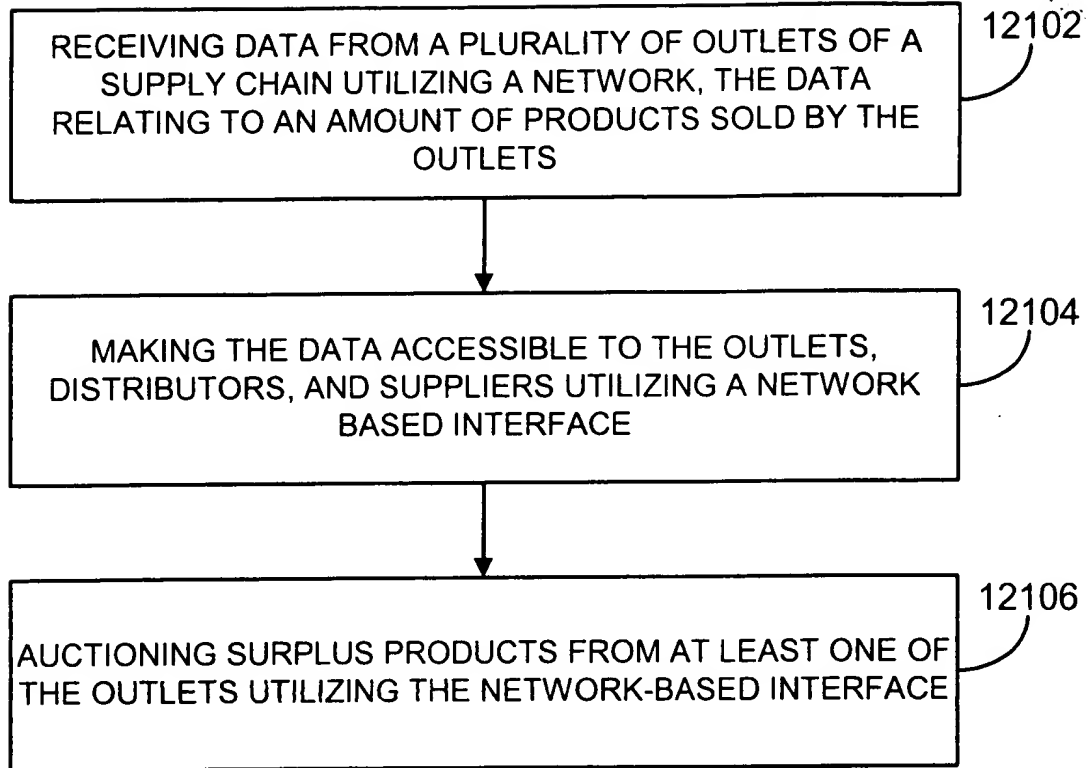 RECEIVING DATA FROM A PLURALITY OF OUTLETS OF A
SUPPLY CHAIN UTILIZING A NETWORK, THE DATA
RELATING TO AN AMOUNT OF PRODUCTS SOLD BY THE
OUTLETS
12102
MAKING THE DATA ACCESSIBLE TO THE OUTLETS,
DISTRIBUTORS, AND SUPPLIERS UTILIZING A NETWORK
BASED INTERFACE
12104
AUCTIONING SURPLUS PRODUCTS FROM AT LEAST ONE OF
THE OUTLETS UTILIZING THE NETWORK-BASED INTERFACE
12106